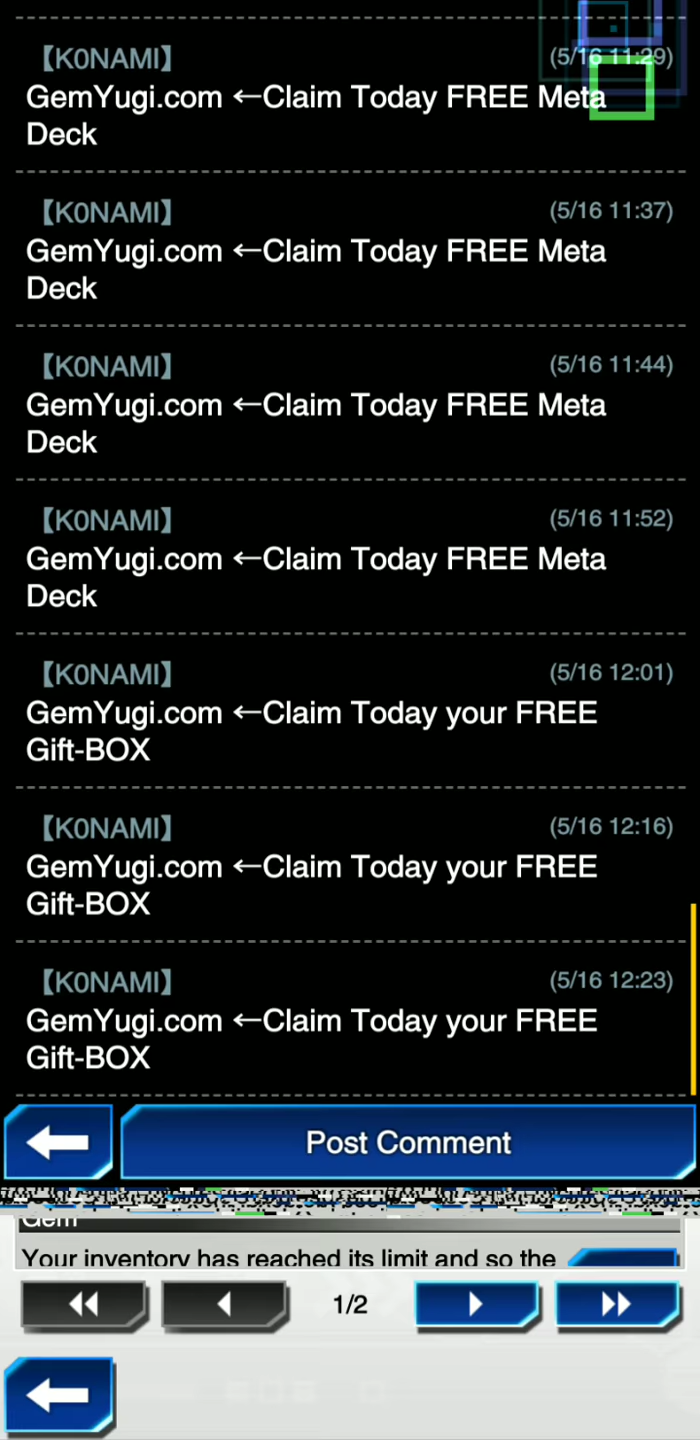 【K0NAMI】 (5/16 11:29)
GemYugi.com ←Claim Today FREE Meta
Deck
【K0NAMI】 (5/16 11:37)
GemYugi.com ←Claim Today FREE Meta
Deck
【K0NAMI】 (5/16 11:44)
GemYugi.com ←Claim Today FREE Meta
Deck
【K0NAMI】 (5/16 11:52)
GemYugi.com ←Claim Today FREE Meta
Deck
【K0NAMI】 (5/16 12:01)
GemYugi.com ←Claim Today your FREE
Gift-BOX
【K0NAMI】 (5/16 12:16)
GemYugi.com ←Claim Today your FREE
Gift-BOX
【K0NAMI】 (5/16 12:23)
GemYugi.com ←Claim Today your FREE
Gift-BOX
Post Comment
Gem
Your inventory has reached its limit and so the
1/2